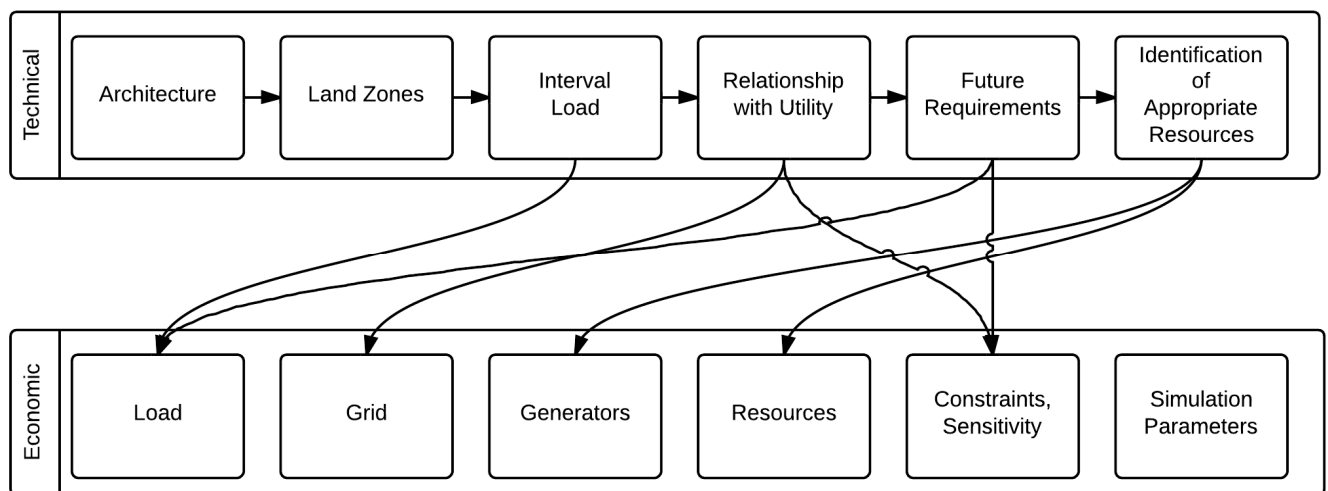 Technical
Architecture
Land Zones
Interval
Load
Relationship
with Utility
Future
Requirements
Identification
of
Appropriate
Resources
Economic
Load
Grid
Generators
Resources
Constraints,
Sensitivity
Simulation
Parameters